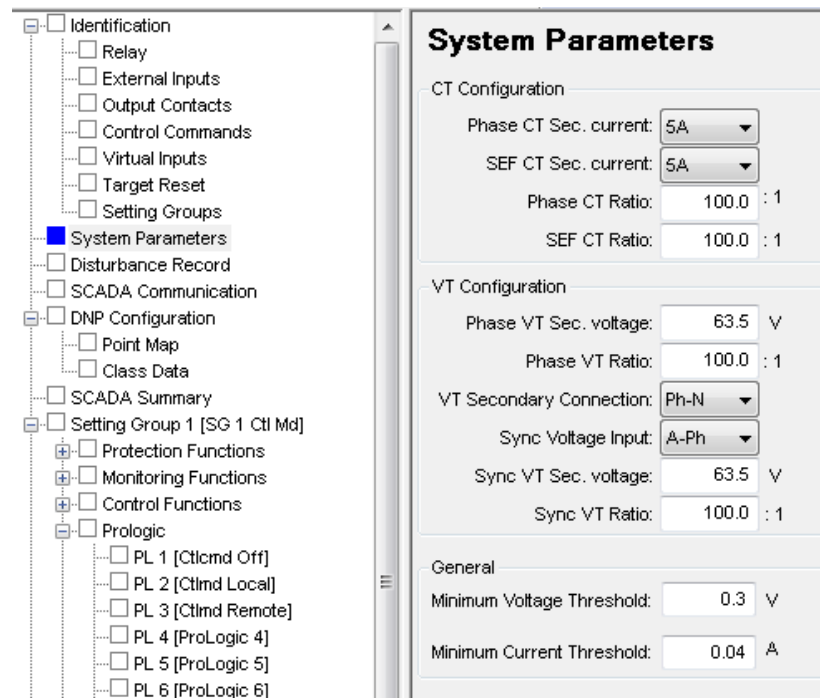 Identification
Relay
External Inputs
Output Contacts
Control Commands
Virtual Inputs
Target Reset
Setting Groups
System Parameters
Disturbance Record
SCADA Communication
DNP Configuration
Point Map
Class Data
SCADA Summary
Setting Group 1 [SG 1 Ctl Md]
Protection Functions
Monitoring Functions
Control Functions
Prologic
PL 1 [Ctlcmd Off]
PL 2 [Ctlmd Local]
PL 3 [Ctlmd Remote]
PL 4 [ProLogic 4]
PL 5 [ProLogic 5]
PL 6 [ProLogic 6]
System Parameters
CT Configuration
Phase CT Sec. current: 5A
SEF CT Sec. current: 5A
Phase CT Ratio: 100.0 : 1
SEF CT Ratio: 100.0 : 1
VT Configuration
Phase VT Sec. voltage: 63.5 V
Phase VT Ratio: 100.0 : 1
VT Secondary Connection: Ph-N
Sync Voltage Input: A-Ph
Sync VT Sec. voltage: 63.5 V
Sync VT Ratio: 100.0 : 1
General
Minimum Voltage Threshold: 0.3 V
Minimum Current Threshold: 0.04 A